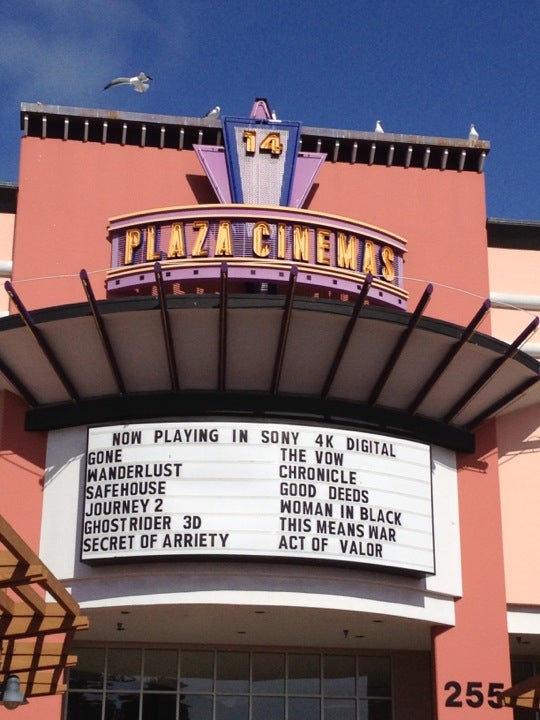 14
PLAZA CINEMAS
NOW PLAYING IN SONY 4K DIGITAL
GONE
WANDERLUST
SAFEHOUSE
JOURNEY 2
GHOSTRIDER 3D
SECRET OF ARRIETY
THE VOW
CHRONICLE
GOOD DEEDS
WOMAN IN BLACK
THIS MEANS WAR
ACT OF VALOR
255